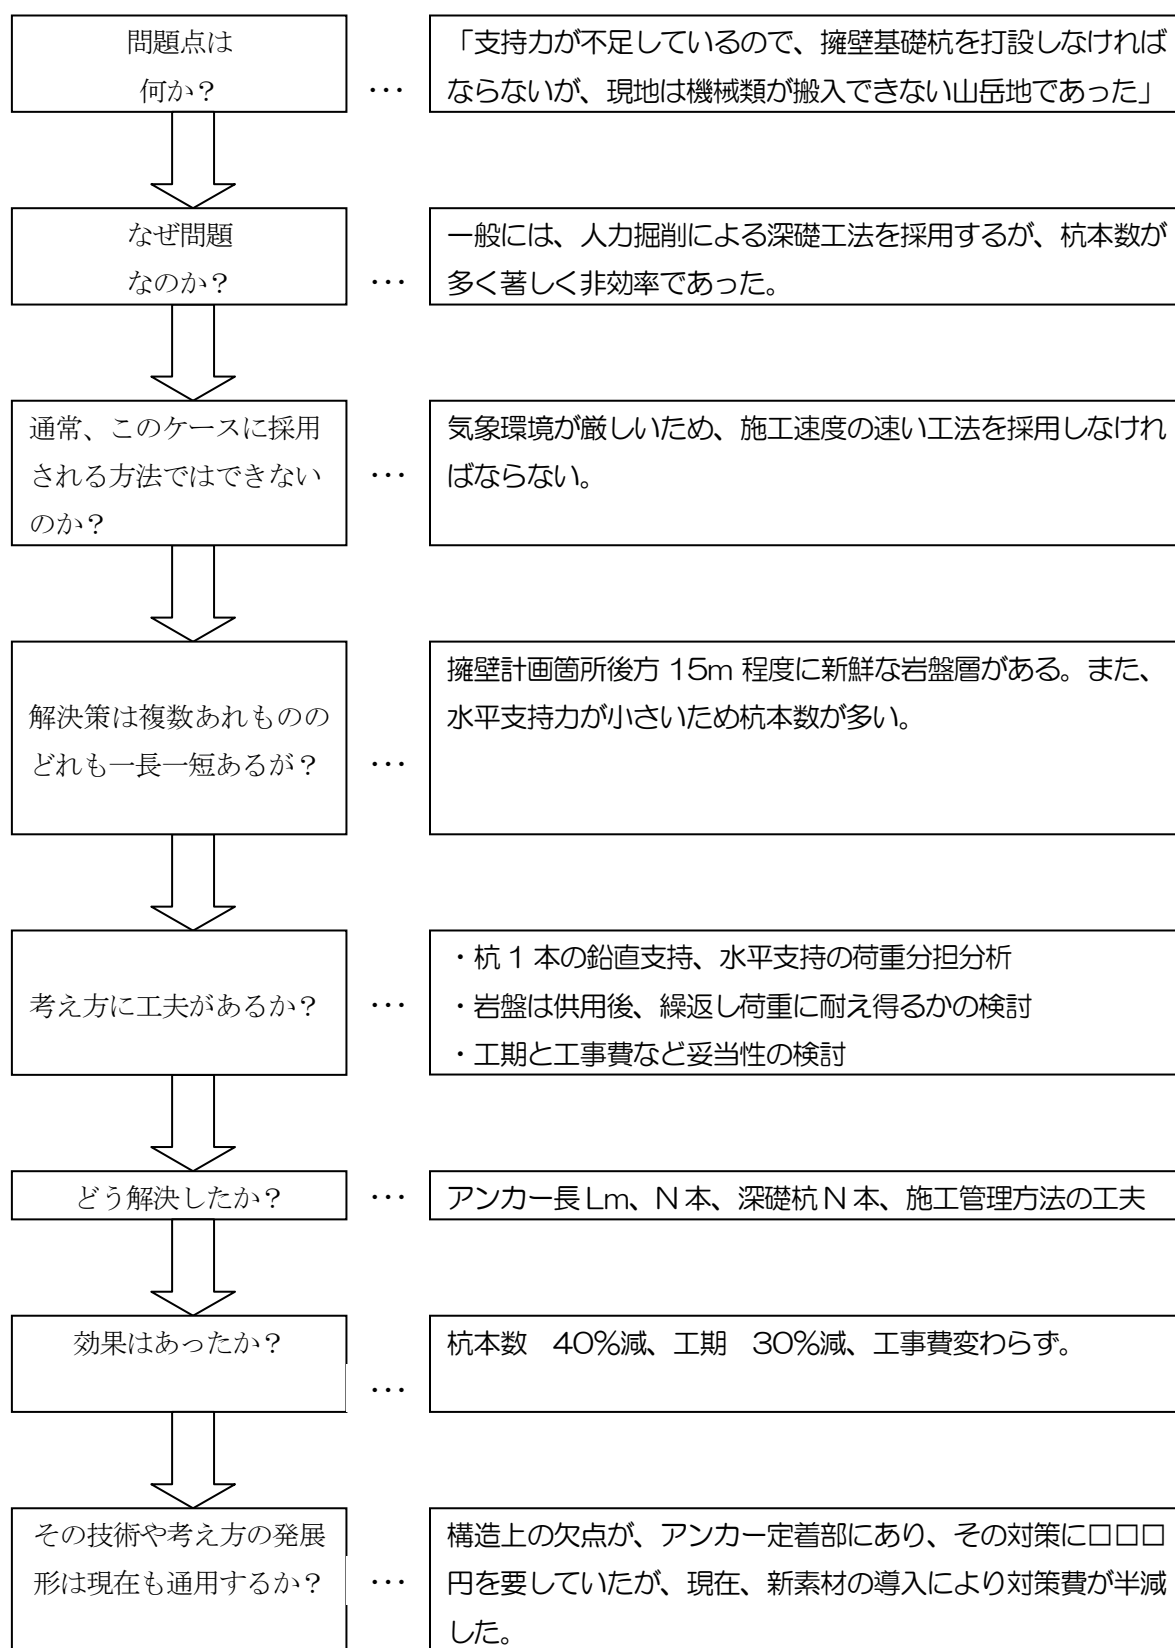 問題点は
何か？
・・・
「支持力が不足しているので、擁壁基礎杭を打設しなければ
ならないが、現地は機械類が搬入できない山岳地であった」
なぜ問題
なのか？
・・・
一般には、人力掘削による深礎工法を採用するが、杭本数が
多く著しく非効率であった。
通常、このケースに採用
される方法ではできない
のか？
・・・
気象環境が厳しいため、施工速度の速い工法を採用しなけれ
ばならない。
解決策は複数あれもものの
どれも一長一短あるが？
・・・
擁壁計画箇所後方 15m 程度に新鮮な岩盤層がある。また、
水平支持力が小さいため杭本数が多い。
考え方に工夫があるか？
・・・
・杭 1 本の鉛直支持、水平支持の荷重分担分析
・岩盤は供用後、繰返し荷重に耐え得るかの検討
・工期と工事費など妥当性の検討
どう解決したか？
・・・
アンカー長 Lm、N 本、深礎杭 N 本、施工管理方法の工夫
効果はあったか？
・・・
杭本数　40%減、工期　30%減、工事費変わらず。
その技術や考え方の発展
形は現在も通用するか？
・・・
構造上の欠点が、アンカー定着部にあり、その対策に□□□
円を要していたが、現在、新素材の導入により対策費が半減
した。